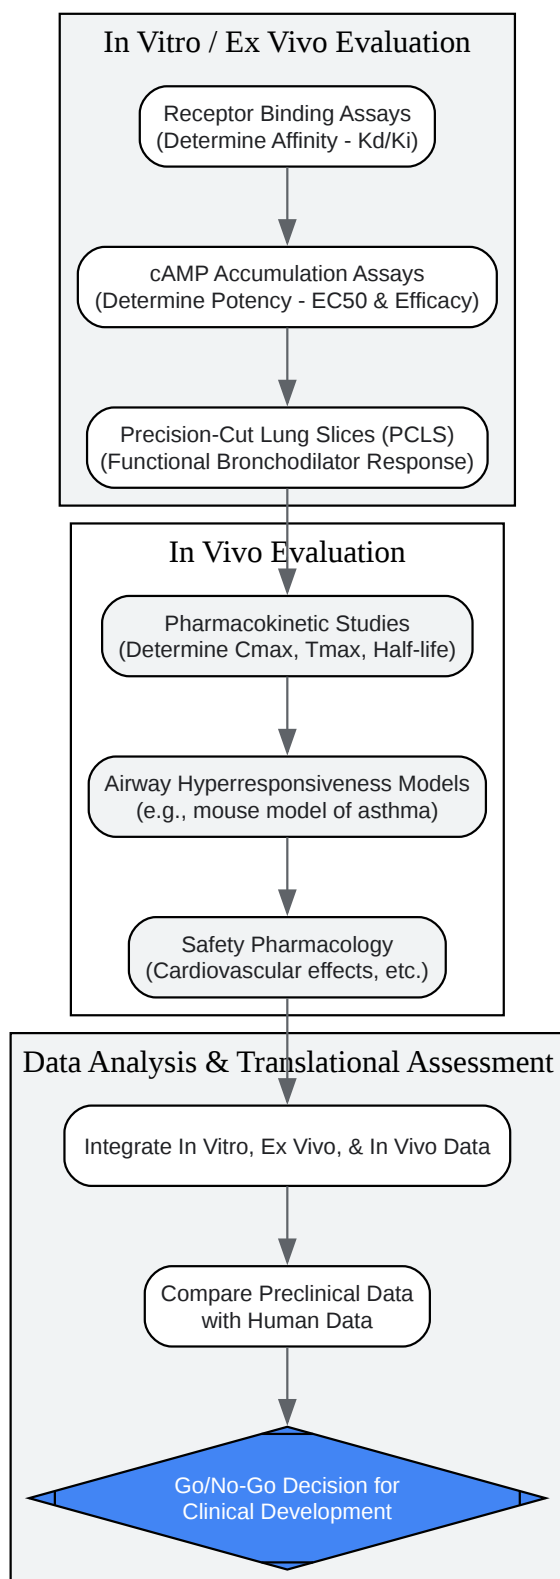 In Vitro / Ex Vivo Evaluation
Receptor Binding Assays
(Determine Affinity - Kd/Ki)
cAMP Accumulation Assays
(Determine Potency - EC50 & Efficacy)
Precision-Cut Lung Slices (PCLS)
(Functional Bronchodilator Response)
In Vivo Evaluation
Pharmacokinetic Studies
(Determine Cmax, Tmax, Half-life)
Airway Hyperresponsiveness Models
(e.g., mouse model of asthma)
Safety Pharmacology
(Cardiovascular effects, etc.)
Data Analysis & Translational Assessment
Integrate In Vitro, Ex Vivo, & In Vivo Data
Compare Preclinical Data
with Human Data
Go/No-Go Decision for
Clinical Development